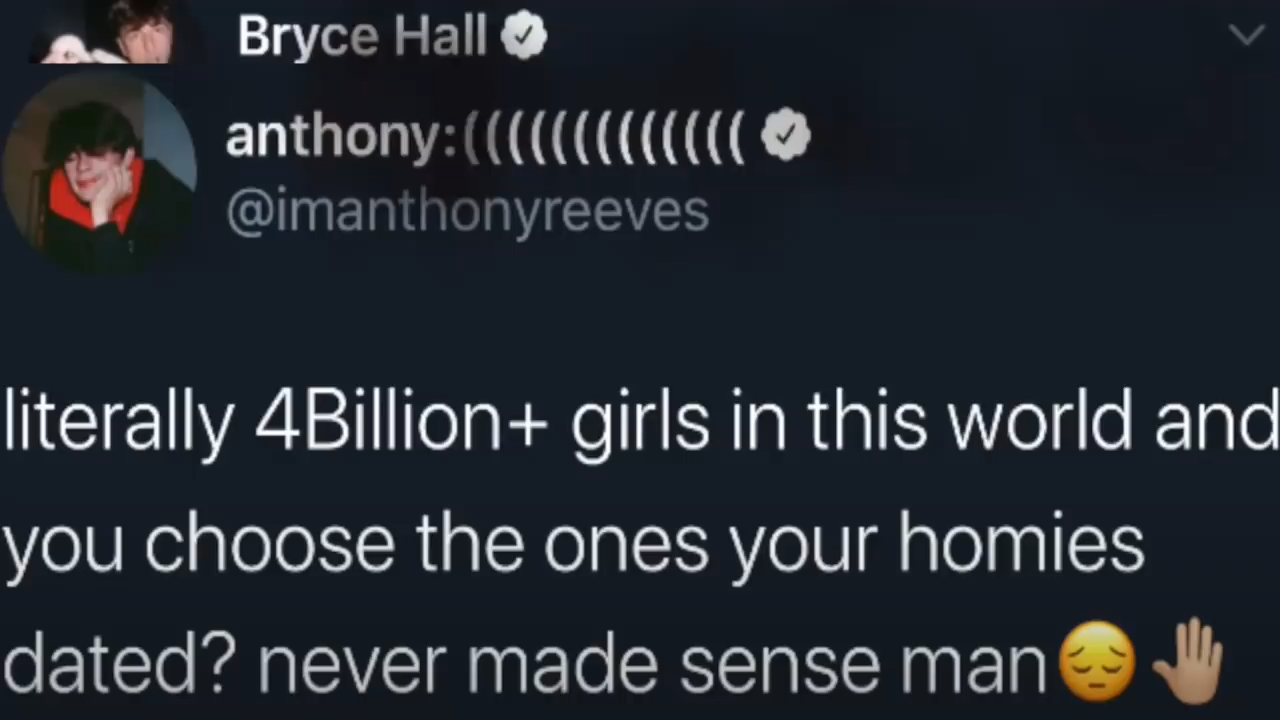 Bryce Hall
anthony:(((((((((((((
@imanthonyreeves
literally 4Billion+ girls in this world and
you choose the ones your homies
dated? never made sense man😔🤚🏽